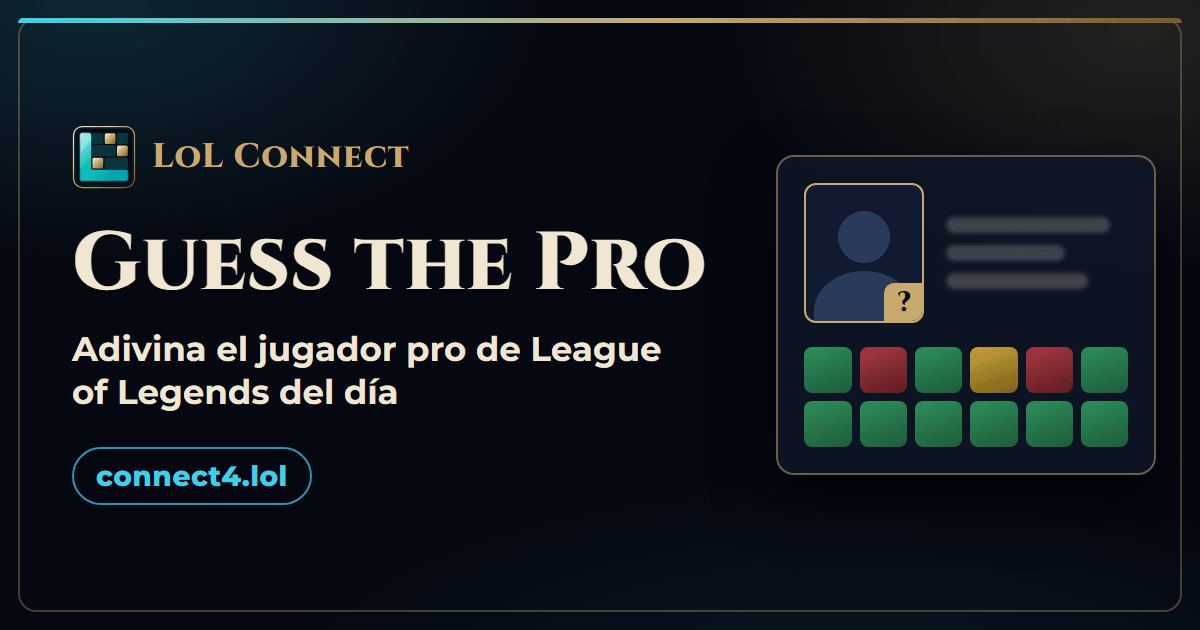 LoL Connect
Guess the Pro
Adivina el jugador pro de League
of Legends del día
connect4.lol
?